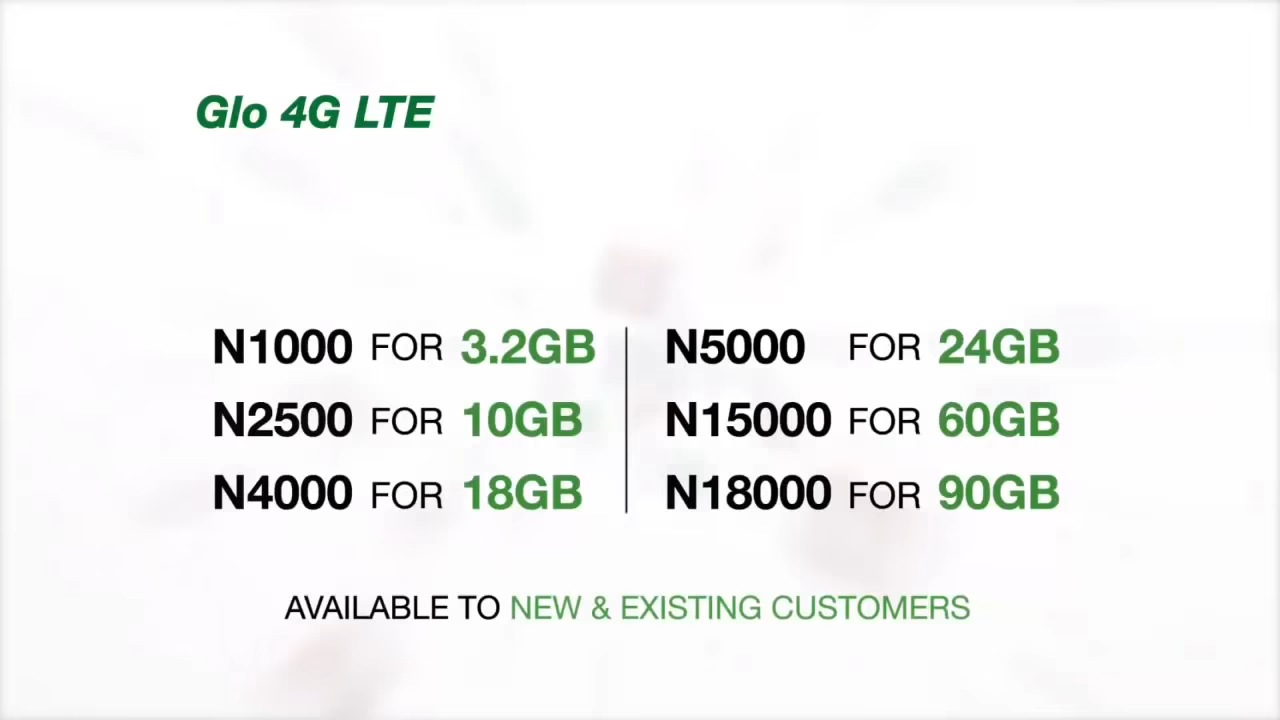 Glo 4G LTE
N1000 FOR 3.2GB
N2500 FOR 10GB
N4000 FOR 18GB
N5000 FOR 24GB
N15000 FOR 60GB
N18000 FOR 90GB
AVAILABLE TO NEW & EXISTING CUSTOMERS